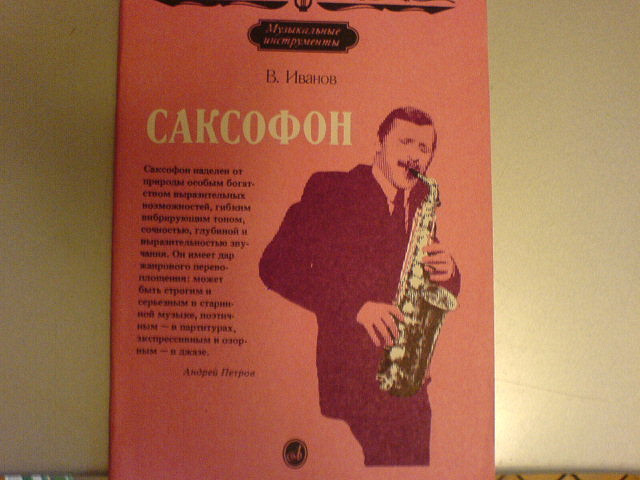 Музыкальные
инструменты
В. Иванов
САКСОФОН
Саксофон наделен от
природы особым богат-
ством выразительных
возможностей, гибким
вибрирующим тоном,
сочностью, глубиной и
выразительностью зву-
чания. Он имеет дар
жанрового перево-
площения: может
быть строгим и
серьезным в старин-
ной музыке, поэтич-
ным — в партитурах,
экспрессивным и озор-
ным — в джазе.
Андрей Петров